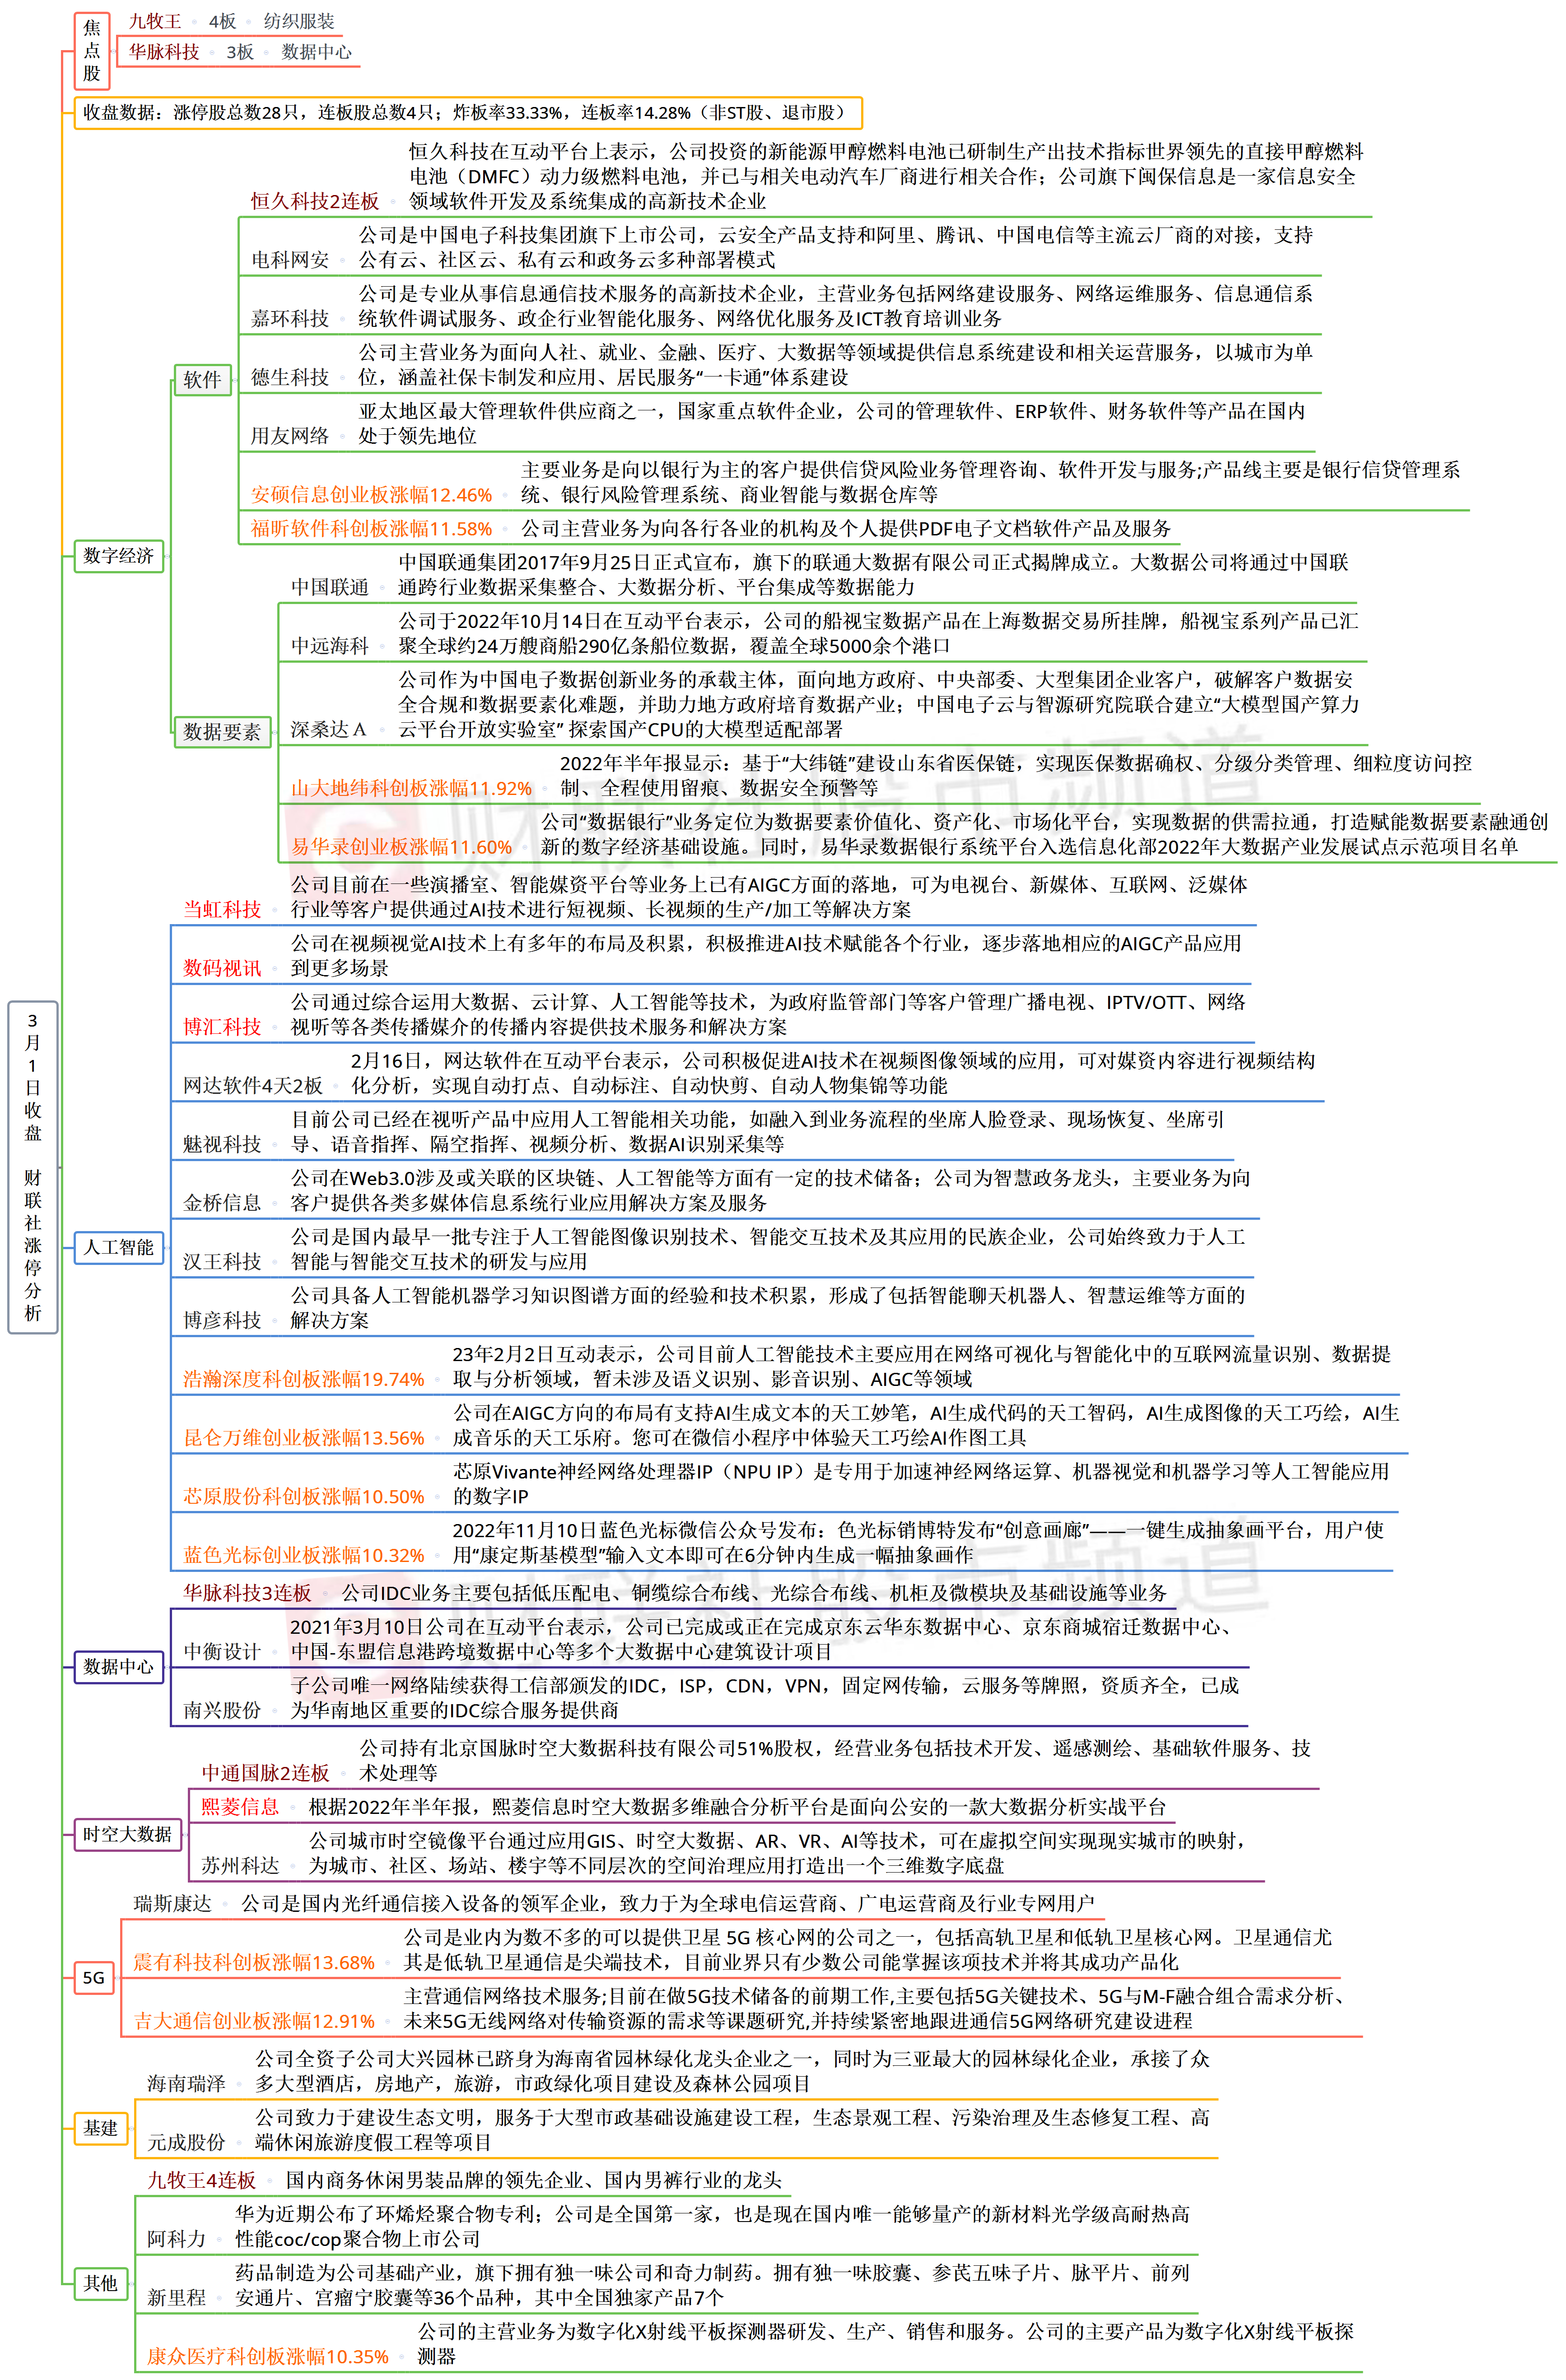 3月1日收盘 财联社涨停分析
焦点股
九牧王 4板 纺织服装
华脉科技 3板 数据中心
收盘数据：涨停股总数28只，连板股总数4只；炸板率33.33%，连板率14.28%（非ST股、退市股）
数字经济
软件
恒久科技2连板
恒久科技在互动平台上表示，公司投资的新能源甲醇燃料电池已研制生产出技术指标世界领先的直接甲醇燃料
电池（DMFC）动力级燃料电池，并已与相关电动汽车厂商进行相关合作；公司旗下闽保信息是一家信息安全
领域软件开发及系统集成的高新技术企业
电科网安
公司是中国电子科技集团旗下上市公司，云安全产品支持和阿里、腾讯、中国电信等主流云厂商的对接，支持
公有云、社区云、私有云和政务云多种部署模式
嘉环科技
公司是专业从事信息通信技术服务的高新技术企业，主营业务包括网络建设服务、网络运维服务、信息通信系
统软件调试服务、政企行业智能化服务、网络优化服务及ICT教育培训业务
德生科技
公司主营业务为面向人社、就业、金融、医疗、大数据等领域提供信息系统建设和相关运营服务，以城市为单
位，涵盖社保卡制发和应用、居民服务“一卡通”体系建设
用友网络
亚太地区最大管理软件供应商之一，国家重点软件企业，公司的管理软件、ERP软件、财务软件等产品在国内
处于领先地位
安硕信息创业板涨幅12.46%
主要业务是向以银行为主的客户提供信贷风险业务管理咨询、软件开发与服务;产品线主要是银行信贷管理系
统、银行风险管理系统、商业智能与数据仓库等
福昕软件科创板涨幅11.58% 公司主营业务为向各行各业的机构及个人提供PDF电子文档软件产品及服务
数据要素
中国联通
中国联通集团2017年9月25日正式宣布，旗下的联通大数据有限公司正式揭牌成立。大数据公司将通过中国联
通跨行业数据采集整合、大数据分析、平台集成等数据能力
中远海科
公司于2022年10月14日在互动平台表示，公司的船视宝数据产品在上海数据交易所挂牌，船视宝系列产品已汇
聚全球约24万艘商船290亿条船位数据，覆盖全球5000余个港口
深桑达Ａ
公司作为中国电子数据创新业务的承载主体，面向地方政府、中央部委、大型集团企业客户，破解客户数据安
全合规和数据要素化难题，并助力地方政府培育数据产业；中国电子云与智源研究院联合建立“大模型国产算力
云平台开放实验室” 探索国产CPU的大模型适配部署
山大地纬科创板涨幅11.92%
2022年半年报显示：基于“大纬链”建设山东省医保链，实现医保数据确权、分级分类管理、细粒度访问控
制、全程使用留痕、数据安全预警等
易华录创业板涨幅11.60%
公司“数据银行”业务定位为数据要素价值化、资产化、市场化平台，实现数据的供需拉通，打造赋能数据要素融通创
新的数字经济基础设施。同时，易华录数据银行系统平台入选信息化部2022年大数据产业发展试点示范项目名单
人工智能
当虹科技
公司目前在一些演播室、智能媒资平台等业务上已有AIGC方面的落地，可为电视台、新媒体、互联网、泛媒体
行业等客户提供通过AI技术进行短视频、长视频的生产/加工等解决方案
数码视讯
公司在视频视觉AI技术上有多年的布局及积累，积极推进AI技术赋能各个行业，逐步落地相应的AIGC产品应用
到更多场景
博汇科技
公司通过综合运用大数据、云计算、人工智能等技术，为政府监管部门等客户管理广播电视、IPTV/OTT、网络
视听等各类传播媒介的传播内容提供技术服务和解决方案
网达软件4天2板
2月16日，网达软件在互动平台表示，公司积极促进AI技术在视频图像领域的应用，可对媒资内容进行视频结构
化分析，实现自动打点、自动标注、自动快剪、自动人物集锦等功能
魅视科技
目前公司已经在视听产品中应用人工智能相关功能，如融入到业务流程的坐席人脸登录、现场恢复、坐席引
导、语音指挥、隔空指挥、视频分析、数据AI识别采集等
金桥信息
公司在Web3.0涉及或关联的区块链、人工智能等方面有一定的技术储备；公司为智慧政务龙头，主要业务为向
客户提供各类多媒体信息系统行业应用解决方案及服务
汉王科技
公司是国内最早一批专注于人工智能图像识别技术、智能交互技术及其应用的民族企业，公司始终致力于人工
智能与智能交互技术的研发与应用
博彦科技
公司具备人工智能机器学习知识图谱方面的经验和技术积累，形成了包括智能聊天机器人、智慧运维等方面的
解决方案
浩瀚深度科创板涨幅19.74%
23年2月2日互动表示，公司目前人工智能技术主要应用在网络可视化与智能化中的互联网流量识别、数据提
取与分析领域，暂未涉及语义识别、影音识别、AIGC等领域
昆仑万维创业板涨幅13.56%
公司在AIGC方向的布局有支持AI生成文本的天工妙笔，AI生成代码的天工智码，AI生成图像的天工巧绘，AI生
成音乐的天工乐府。您可在微信小程序中体验天工巧绘AI作图工具
芯原股份科创板涨幅10.50%
芯原Vivante神经网络处理器IP（NPU IP）是专用于加速神经网络运算、机器视觉和机器学习等人工智能应用
的数字IP
蓝色光标创业板涨幅10.32%
2022年11月10日蓝色光标微信公众号发布：色光标销博特发布“创意画廊”——一键生成抽象画平台，用户使
用“康定斯基模型”输入文本即可在6分钟内生成一幅抽象画作
数据中心
华脉科技3连板 公司IDC业务主要包括低压配电、铜缆综合布线、光综合布线、机柜及微模块及基础设施等业务
中衡设计
2021年3月10日公司在互动平台表示，公司已完成或正在完成京东云华东数据中心、京东商城宿迁数据中心、
中国-东盟信息港跨境数据中心等多个大数据中心建筑设计项目
南兴股份
子公司唯一网络陆续获得工信部颁发的IDC，ISP，CDN，VPN，固定网传输，云服务等牌照，资质齐全，已成
为华南地区重要的IDC综合服务提供商
时空大数据
中通国脉2连板
公司持有北京国脉时空大数据科技有限公司51%股权，经营业务包括技术开发、遥感测绘、基础软件服务、技
术处理等
熙菱信息 根据2022年半年报，熙菱信息时空大数据多维融合分析平台是面向公安的一款大数据分析实战平台
苏州科达
公司城市时空镜像平台通过应用GIS、时空大数据、AR、VR、AI等技术，可在虚拟空间实现现实城市的映射，
为城市、社区、场站、楼宇等不同层次的空间治理应用打造出一个三维数字底盘
5G
瑞斯康达 公司是国内光纤通信接入设备的领军企业，致力于为全球电信运营商、广电运营商及行业专网用户
震有科技科创板涨幅13.68%
公司是业内为数不多的可以提供卫星 5G 核心网的公司之一，包括高轨卫星和低轨卫星核心网。卫星通信尤
其是低轨卫星通信是尖端技术，目前业界只有少数公司能掌握该项技术并将其成功产品化
吉大通信创业板涨幅12.91%
主营通信网络技术服务;目前在做5G技术储备的前期工作,主要包括5G关键技术、5G与M-F融合组合需求分析、
未来5G无线网络对传输资源的需求等课题研究,并持续紧密地跟进通信5G网络研究建设进程
基建
海南瑞泽
公司全资子公司大兴园林已跻身为海南省园林绿化龙头企业之一，同时为三亚最大的园林绿化企业，承接了众
多大型酒店，房地产，旅游，市政绿化项目建设及森林公园项目
元成股份
公司致力于建设生态文明，服务于大型市政基础设施建设工程，生态景观工程、污染治理及生态修复工程、高
端休闲旅游度假工程等项目
其他
九牧王4连板 国内商务休闲男装品牌的领先企业、国内男裤行业的龙头
阿科力
华为近期公布了环烯烃聚合物专利；公司是全国第一家，也是现在国内唯一能够量产的新材料光学级高耐热高
性能coc/cop聚合物上市公司
新里程
药品制造为公司基础产业，旗下拥有独一味公司和奇力制药。拥有独一味胶囊、参芪五味子片、脉平片、前列
安通片、宫瘤宁胶囊等36个品种，其中全国独家产品7个
康众医疗科创板涨幅10.35%
公司的主营业务为数字化X射线平板探测器研发、生产、销售和服务。公司的主要产品为数字化X射线平板探
测器
财联社股市频道
财联社股市频道